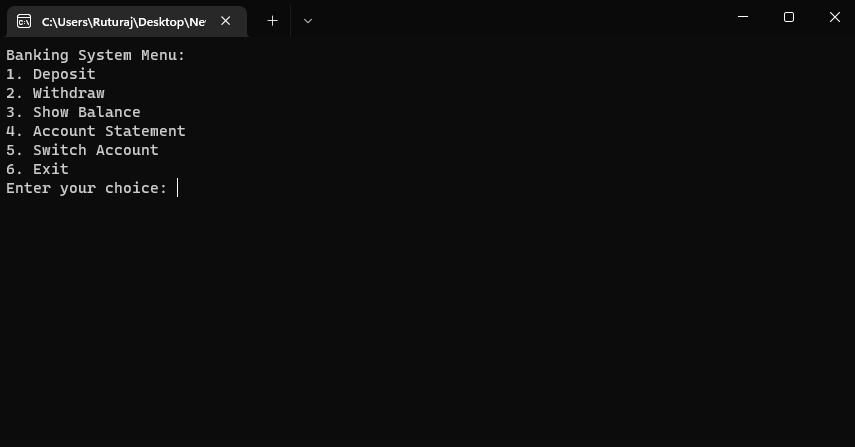 C:\Users\Ruturaj\Desktop\Ne
Banking System Menu:
1. Deposit
2. Withdraw
3. Show Balance
4. Account Statement
5. Switch Account
6. Exit
Enter your choice: